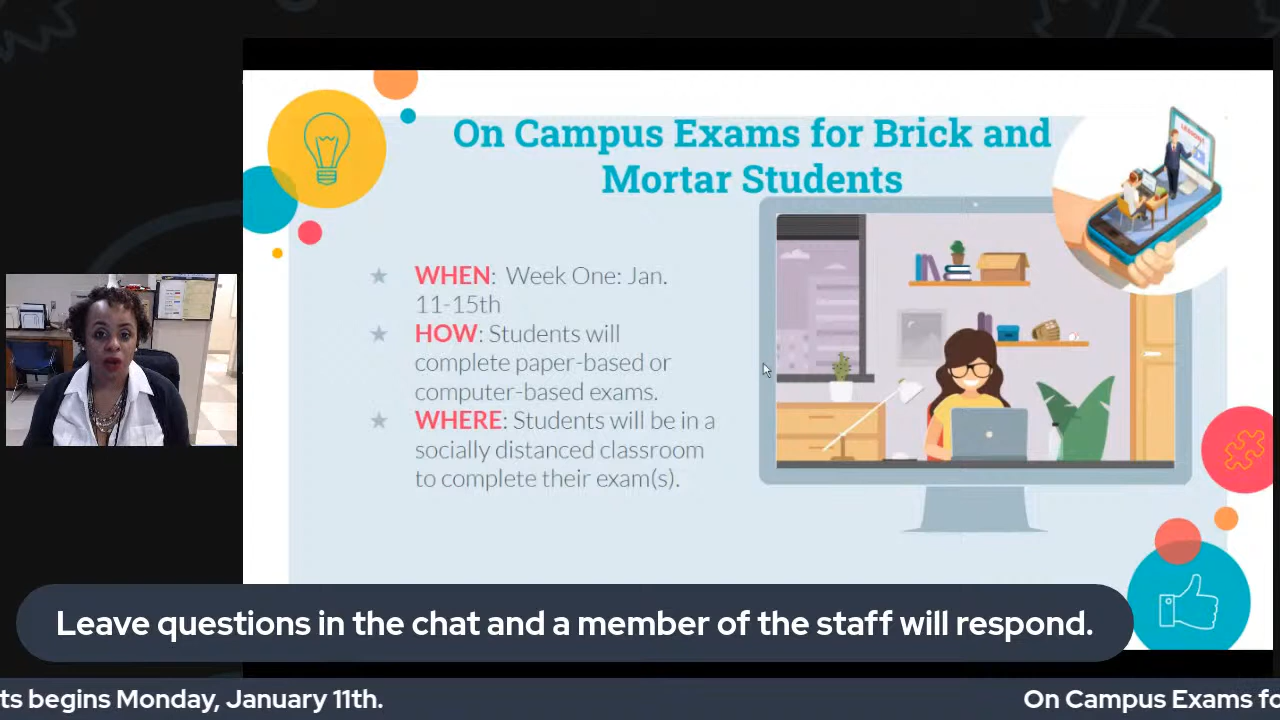 On Campus Exams for Brick and
Mortar Students
WHEN: Week One: Jan.
11-15th
HOW: Students will
complete paper-based or
computer-based exams.
WHERE: Students will be in a
socially distanced classroom
to complete their exam(s).
Leave questions in the chat and a member of the staff will respond.
ts begins Monday, January 11th.
On Campus Exams fo